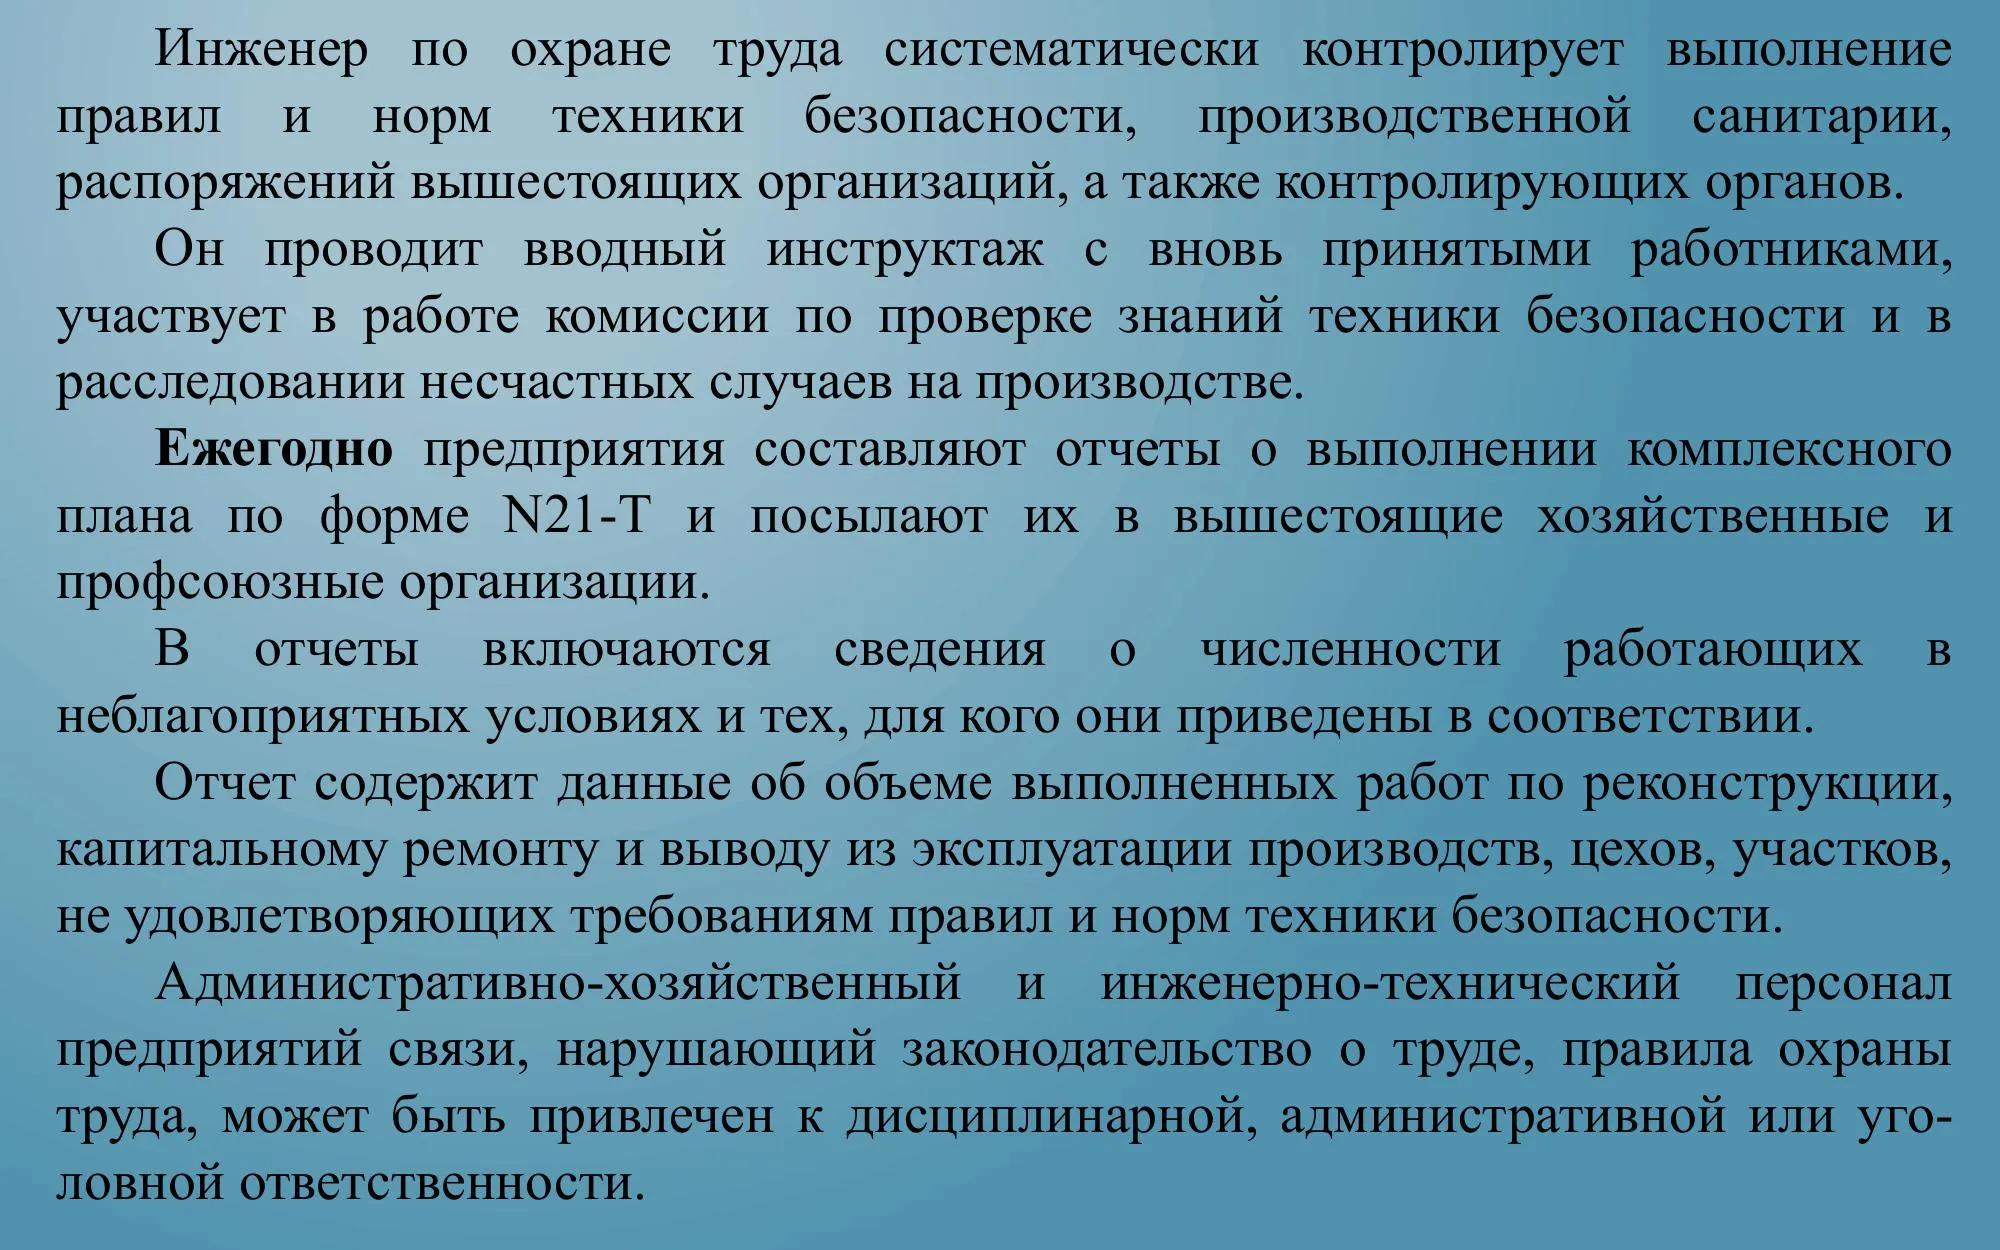 Инженер по охране труда систематически контролирует выполнение
правил и норм техники безопасности, производственной санитарии,
распоряжений вышестоящих организаций, а также контролирующих органов.
Он проводит вводный инструктаж с вновь принятыми работниками,
участвует в работе комиссии по проверке знаний техники безопасности и в
расследовании несчастных случаев на производстве.
Ежегодно предприятия составляют отчеты о выполнении комплексного
плана по форме N21-Т и посылают их в вышестоящие хозяйственные и
профсоюзные организации.
В отчеты включаются сведения о численности работающих в
неблагоприятных условиях и тех, для кого они приведены в соответствии.
Отчет содержит данные об объеме выполненных работ по реконструкции,
капитальному ремонту и выводу из эксплуатации производств, цехов, участков,
не удовлетворяющих требованиям правил и норм техники безопасности.
Административно-хозяйственный и инженерно-технический персонал
предприятий связи, нарушающий законодательство о труде, правила охраны
труда, может быть привлечен к дисциплинарной, административной или уго-
ловной ответственности.